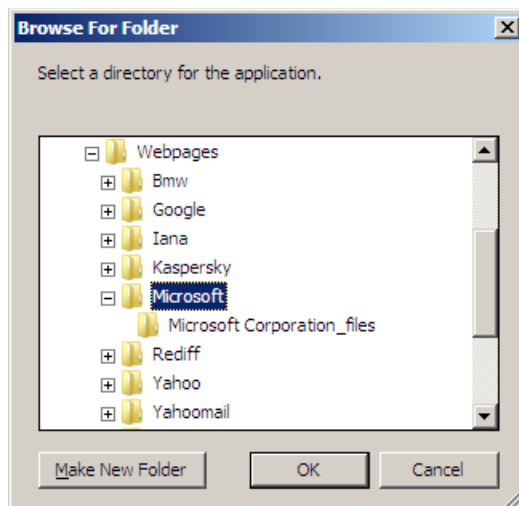 Browse For Folder
Select a directory for the application.
Webpages
Bmw
Google
Iana
Kaspersky
Microsoft
Microsoft Corporation_files
Rediff
Yahoo
Yahoomail
Make New Folder OK Cancel